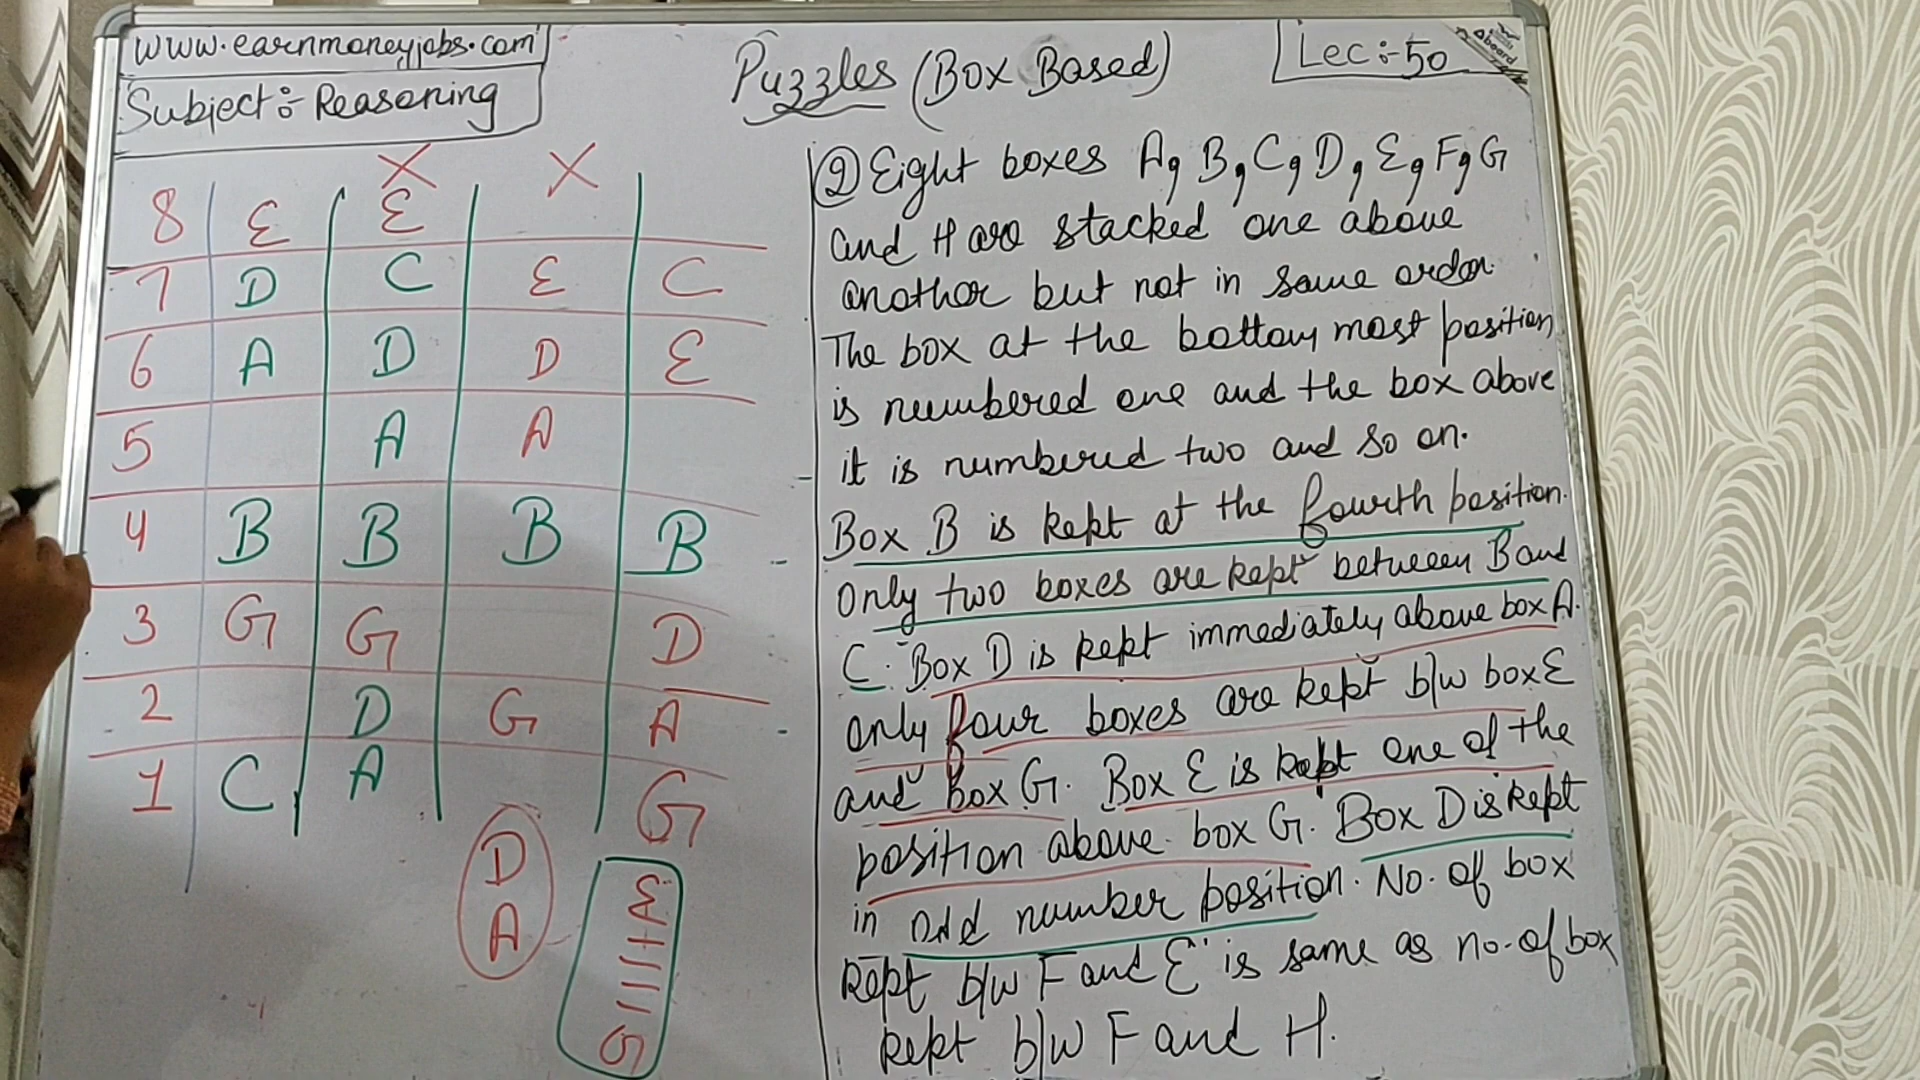 www.earnmoneyjobs.com
Subject:- Reasoning
Puzzles (Box Based)
Lec:-50
Aboard
X X
8 E E
7 D C E C
6 A D D E
5 A A
4 B B B B
3 G G D
2 D G A
1 C A G
D
A
E
G
② Eight boxes A, B, C, D, E, F, G
and H are stacked one above
another but not in same order.
The box at the bottom most position
is numbered one and the box above
it is numbered two and so on.
Box B is kept at the fourth position.
only two boxes are kept between B and
C. Box D is kept immediately above box A.
only four boxes are kept b/w box E
and box G. Box E is kept one of the
position above box G. Box D is kept
in odd number position. No. of box
kept b/w F and E is same as no. of box
kept b/w F and H.